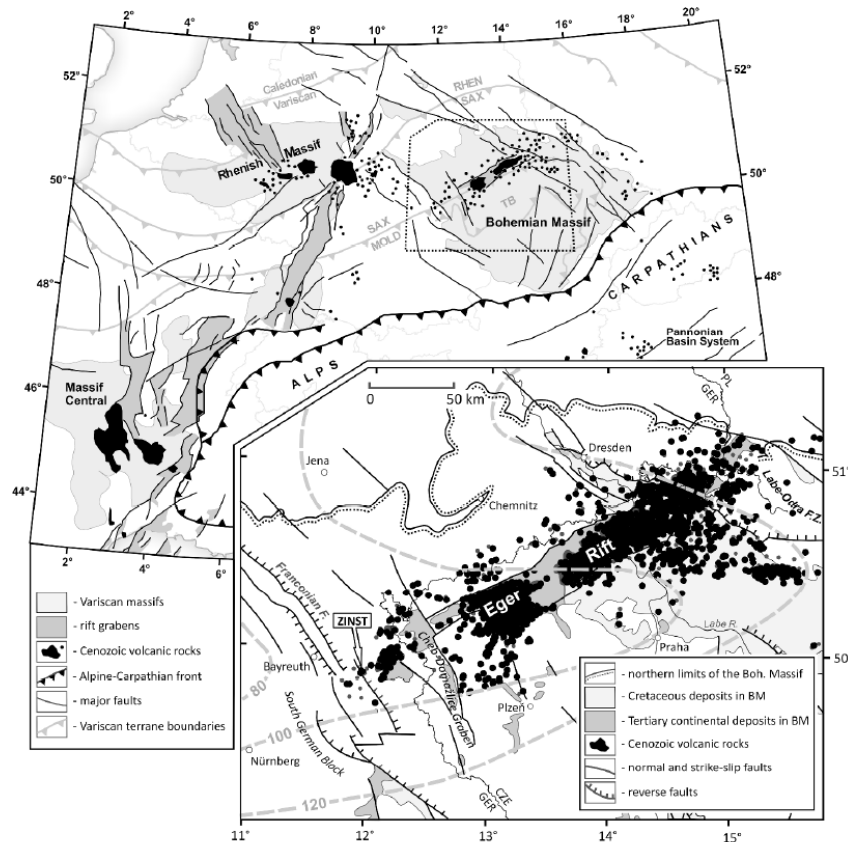 2° 4° 6° 8° 10° 12° 14° 16° 18° 20°
52°
50°
48°
46°
44°
2°
4°
6°
52°
50°
48°
Caledonian
Variscan
RHEN
SAX
Rhenish Massif
SAX
MOLD
TB
Bohemian Massif
CARPATHIANS
Pannonian
Basin System
ALPS
Massif
Central
- Variscan massifs
- rift grabens
- Cenozoic volcanic rocks
- Alpine-Carpathian front
- major faults
- Variscan terrane boundaries
0 50 km
PL
GER
Dresden
Jena
Chemnitz
51°
Labe-Odra F.Z.
Eger Rift
Franconian F.
ZINST
Bayreuth
Cheb-Domažlice Graben
Labe R.
Praha
50°
80
100
120
South German Block
Plzeň
Nürnberg
CZE
GER
11° 12° 13° 14° 15°
- northern limits of the Boh. Massif
- Cretaceous deposits in BM
- Tertiary continental deposits in BM
- Cenozoic volcanic rocks
- normal and strike-slip faults
- reverse faults